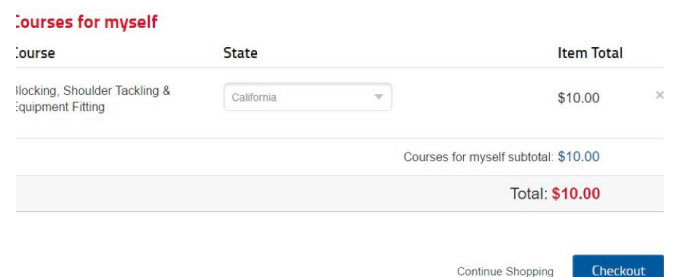 Courses for myself
Course State Item Total
Blocking, Shoulder Tackling &
Equipment Fitting
California
$10.00 ×
Courses for myself subtotal: $10.00
Total: $10.00
Continue Shopping Checkout